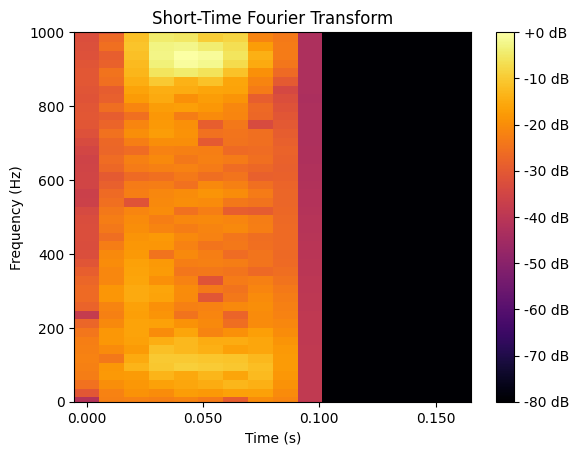 Short-Time Fourier Transform
Frequency (Hz)
1000
800
600
400
200
0
0.000
0.050
0.100
0.150
Time (s)
+0 dB
-10 dB
-20 dB
-30 dB
-40 dB
-50 dB
-60 dB
-70 dB
-80 dB